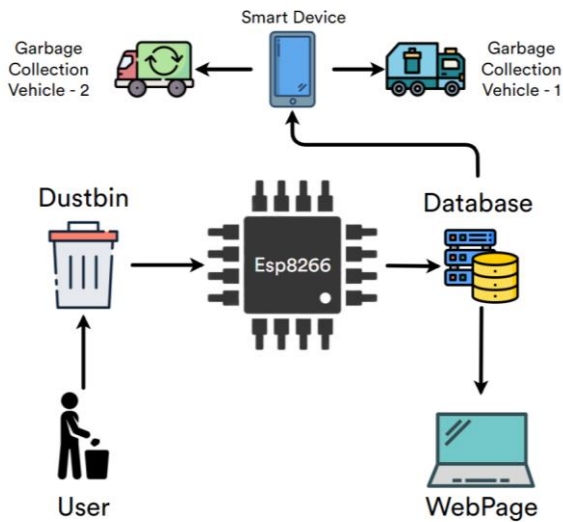 Smart Device
Garbage
Collection
Vehicle - 2
Garbage
Collection
Vehicle - 1
Dustbin
Database
Esp8266
User
WebPage